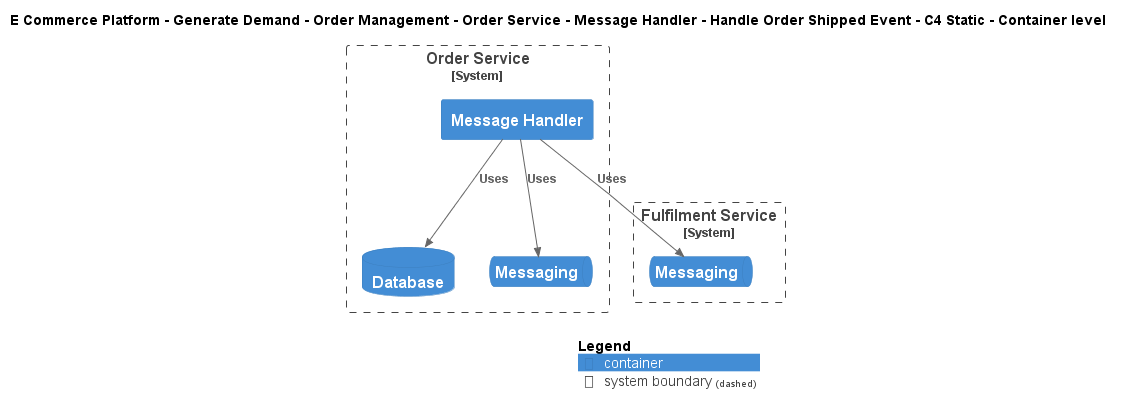 E Commerce Platform - Generate Demand - Order Management - Order Service - Message Handler - Handle Order Shipped Event - C4 Static - Container level
Order Service
[System]
Message Handler
Uses
Uses
Uses
Fulfilment Service
[System]
Database
Messaging
Messaging
Legend
container
system boundary (dashed)